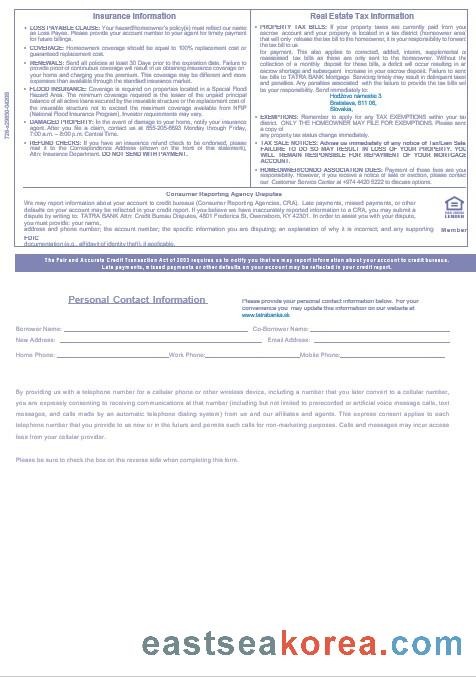 Insurance Information
• LOSS PAYABLE CLAUSE: Your hazard/homeowner's policy(s) must reflect our name
as Loss Payee. Please provide your account number to your agent for timely payment
for future billings.
• COVERAGE: Homeowners coverage should be equal to 100% replacement cost or
guaranteed replacement cost.
• RENEWALS: Send all policies at least 30 Days prior to the expiration date. Failure to
provide proof of continuous coverage will result in us obtaining insurance coverage on
your home and charging you the premium. This coverage may be different and more
expensive than available through the standard insurance market.
• FLOOD INSURANCE: Coverage is required on properties located in a Special Flood
Hazard Area. The minimum coverage required is the lesser of the unpaid principal
balance of all active loans secured by the insurable structure or the replacement cost of
the insurable structure not to exceed the maximum coverage available from NFIP
(National Flood Insurance Program). Investor requirements may vary.
• DAMAGED PROPERTY: In the event of damage to your home, notify your insurance
agent. After you file a claim, contact us at 855-205-6693 Monday through Friday,
7:00 a.m. – 8:00 p.m. Central Time.
• REFUND CHECKS: If you have an insurance refund check to be endorsed, please
mail it to the Correspondence Address (shown on the front of this statement),
Attn: Insurance Department. DO NOT SEND WITH PAYMENT.
Real Estate Tax Information
• PROPERTY TAX BILLS: If your property taxes are currently paid from your
escrow account and your property is located in a tax district (homeowner area)
that will only release the tax bill to the homeowner, it is your responsibility to forward
the tax bill to us
for payment. This also applies to corrected, added, interim, supplemental or
reassessed tax bills as these are only sent to the homeowner. Without the
collection of a monthly deposit for these tax bills, a deficit will occur resulting in an
escrow shortage and subsequent increase in your escrow deposit. Failure to sent
tax bills to TATRA BANK Mortgage Servicing timely may result in delinquent taxes
and penalties. Any penalties associated with the failure to provide the tax bills will
be your responsibility. Send immediately to:
Hodžovo námestie 3
Bratislava, 811 06,
Slovakia,
• EXEMPTIONS: Remember to apply for any TAX EXEMPTIONS within your tax
district. ONLY THE HOMEOWNER MAY FILE FOR EXEMPTIONS. Please send
a copy of
any property tax status change immediately.
• TAX SALE NOTICES: Advise us immediately of any notice of Tax/Lien Sale.
FAILURE TO DO SO MAY RESULT IN LOSS OF YOUR PROPERTY. YOU
WILL REMAIN RESPONSIBLE FOR REPAYMENT OF YOUR MORTGAGE
ACCOUNT.
• HOMEOWNER/CONDO ASSOCIATION DUES: Payment of these fees are your
responsibility. However, if you receive a notice of sale or election, please contact
our Customer Service Center at +974 4420 5222 to discuss options.
Consumer Reporting Agency Disputes
We may report information about your account to credit bureaus (Consumer Reporting Agencies, CRA). Late payments, missed payments, or other
defaults on your account may be reflected in your credit report. If you believe we have inaccurately reported information to a CRA, you may submit a
dispute by writing to: TATRA BANK Attn: Credit Bureau Disputes, 4801 Frederica St, Owensboro, KY 42301. In order to assist you with your dispute,
you must provide: your name,
address and phone number; the account number; the specific information you are disputing; an explanation of why it is incorrect; and any supporting
FDIC
documentation (e.g., affidavit of identity theft), if applicable.
EQUAL HOUSING
LENDER
Member
The Fair and Accurate Credit Transaction Act of 2003 requires us to notify you that we may report information about your account to credit bureaus.
Late payments, missed payments or other defaults on your account may be reflected in your credit report.
Personal Contact Information
Please provide your personal contact information below. For your
convenience you may update this information on our website at
www.tatrabanka.sk
Borrower Name: Co-Borrower Name:
New Address: Email Address:
Home Phone: Work Phone: Mobile Phone:
By providing us with a telephone number for a cellular phone or other wireless device, including a number that you later convert to a cellular number,
you are expressly consenting to receiving communications at that number (including but not limited to prerecorded or artificial voice message calls, text
messages, and calls made by an automatic telephone dialing system) from us and our affiliates and agents. This express consent applies to each
telephone number that you provide to us now or in the future and permits such calls for non-marketing purposes. Calls and messages may incur access
fees from your cellular provider.
Please be sure to check the box on the reverse side when completing this form.
eastseakorea.com